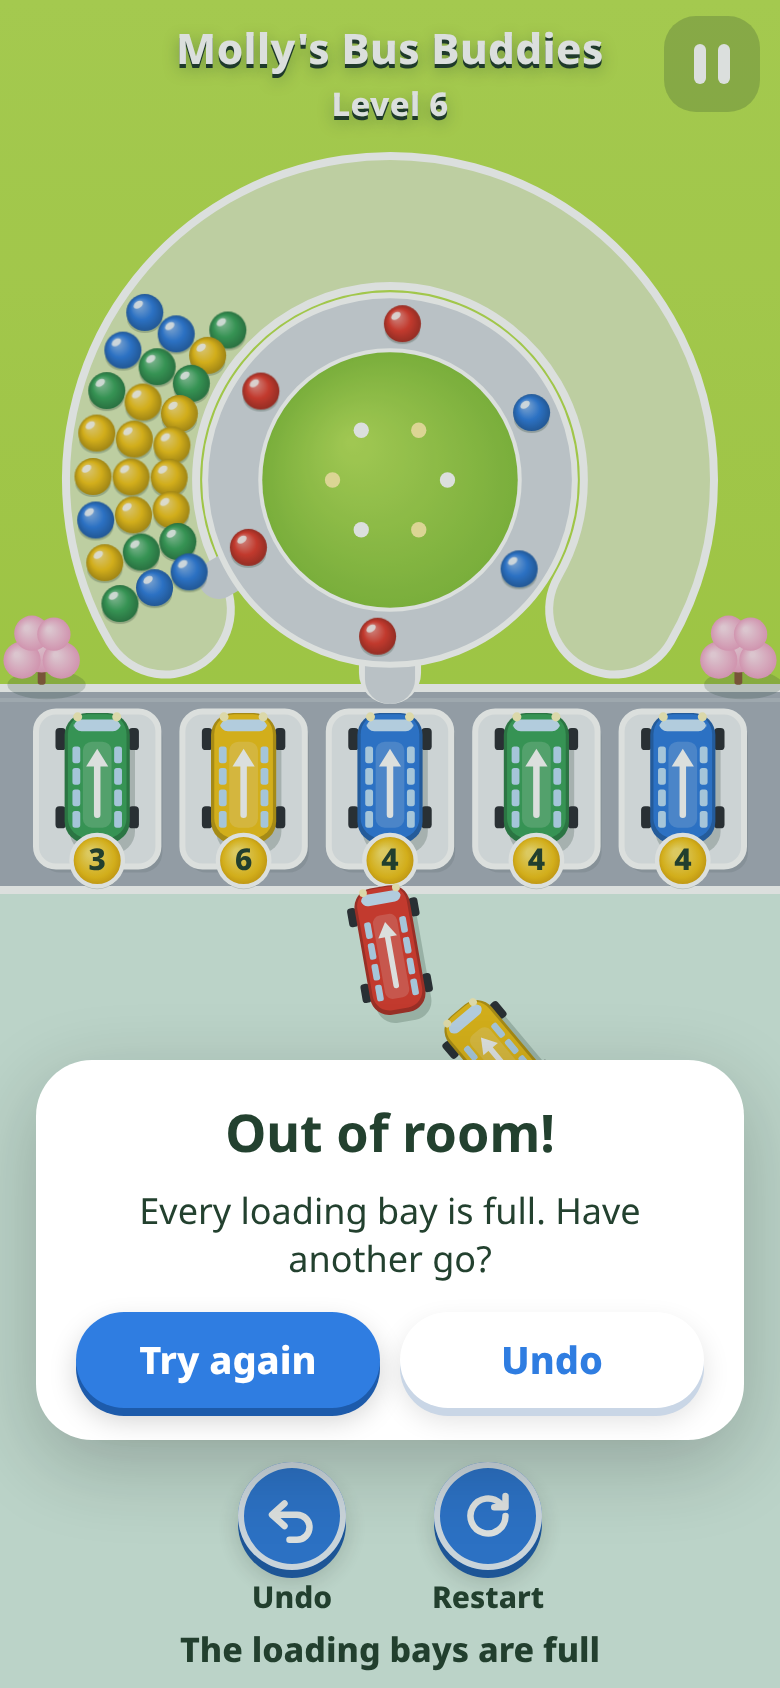 Molly's Bus Buddies
Level 6
3 6 4 4 4
Out of room!
Every loading bay is full. Have
another go?
Try again Undo
Undo Restart
The loading bays are full